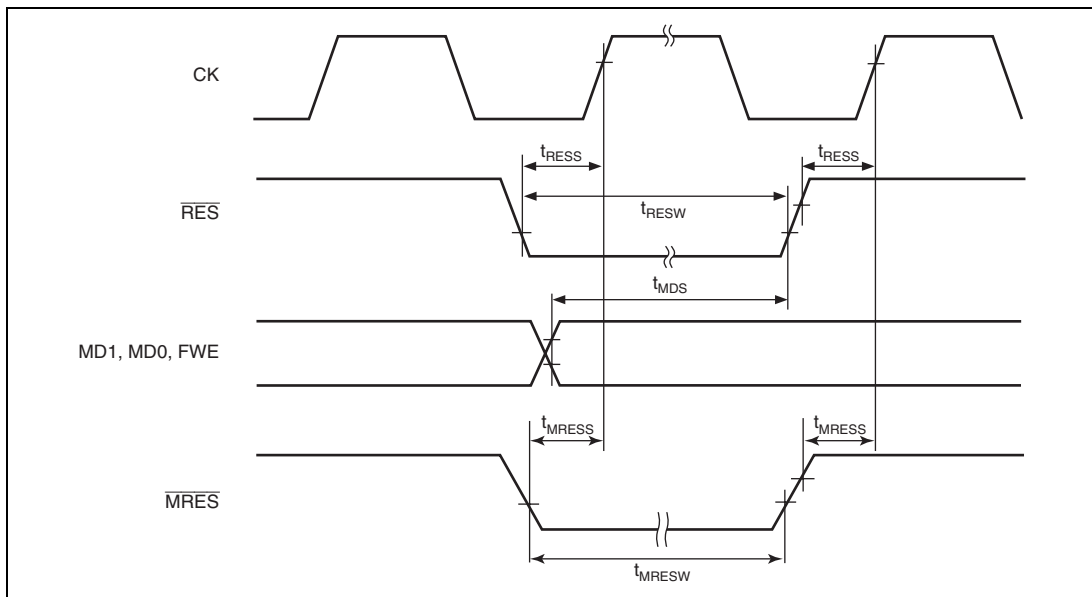 CK
tRESS
tRESS
RES
tRESW
tMDS
MD1, MD0, FWE
tMRESS
tMRESS
MRES
tMRESW